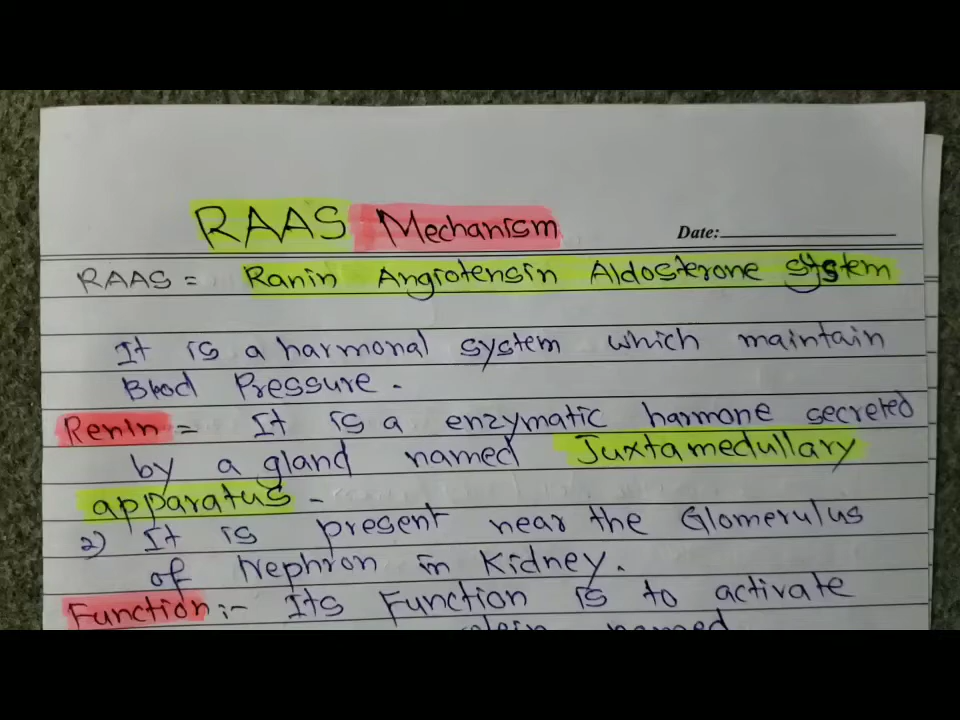 RAAS Mechanism
Date:
RAAS = Ranin Angiotensin Aldosterone system
It is a harmonal system which maintain
Blood Pressure.
Renin = It is a enzymatic harmone secreted
by a gland named Juxtamedullary
apparatus -
2) It is present near the Glomerulus
of Nephron in Kidney.
Function :- Its Function is to activate
named